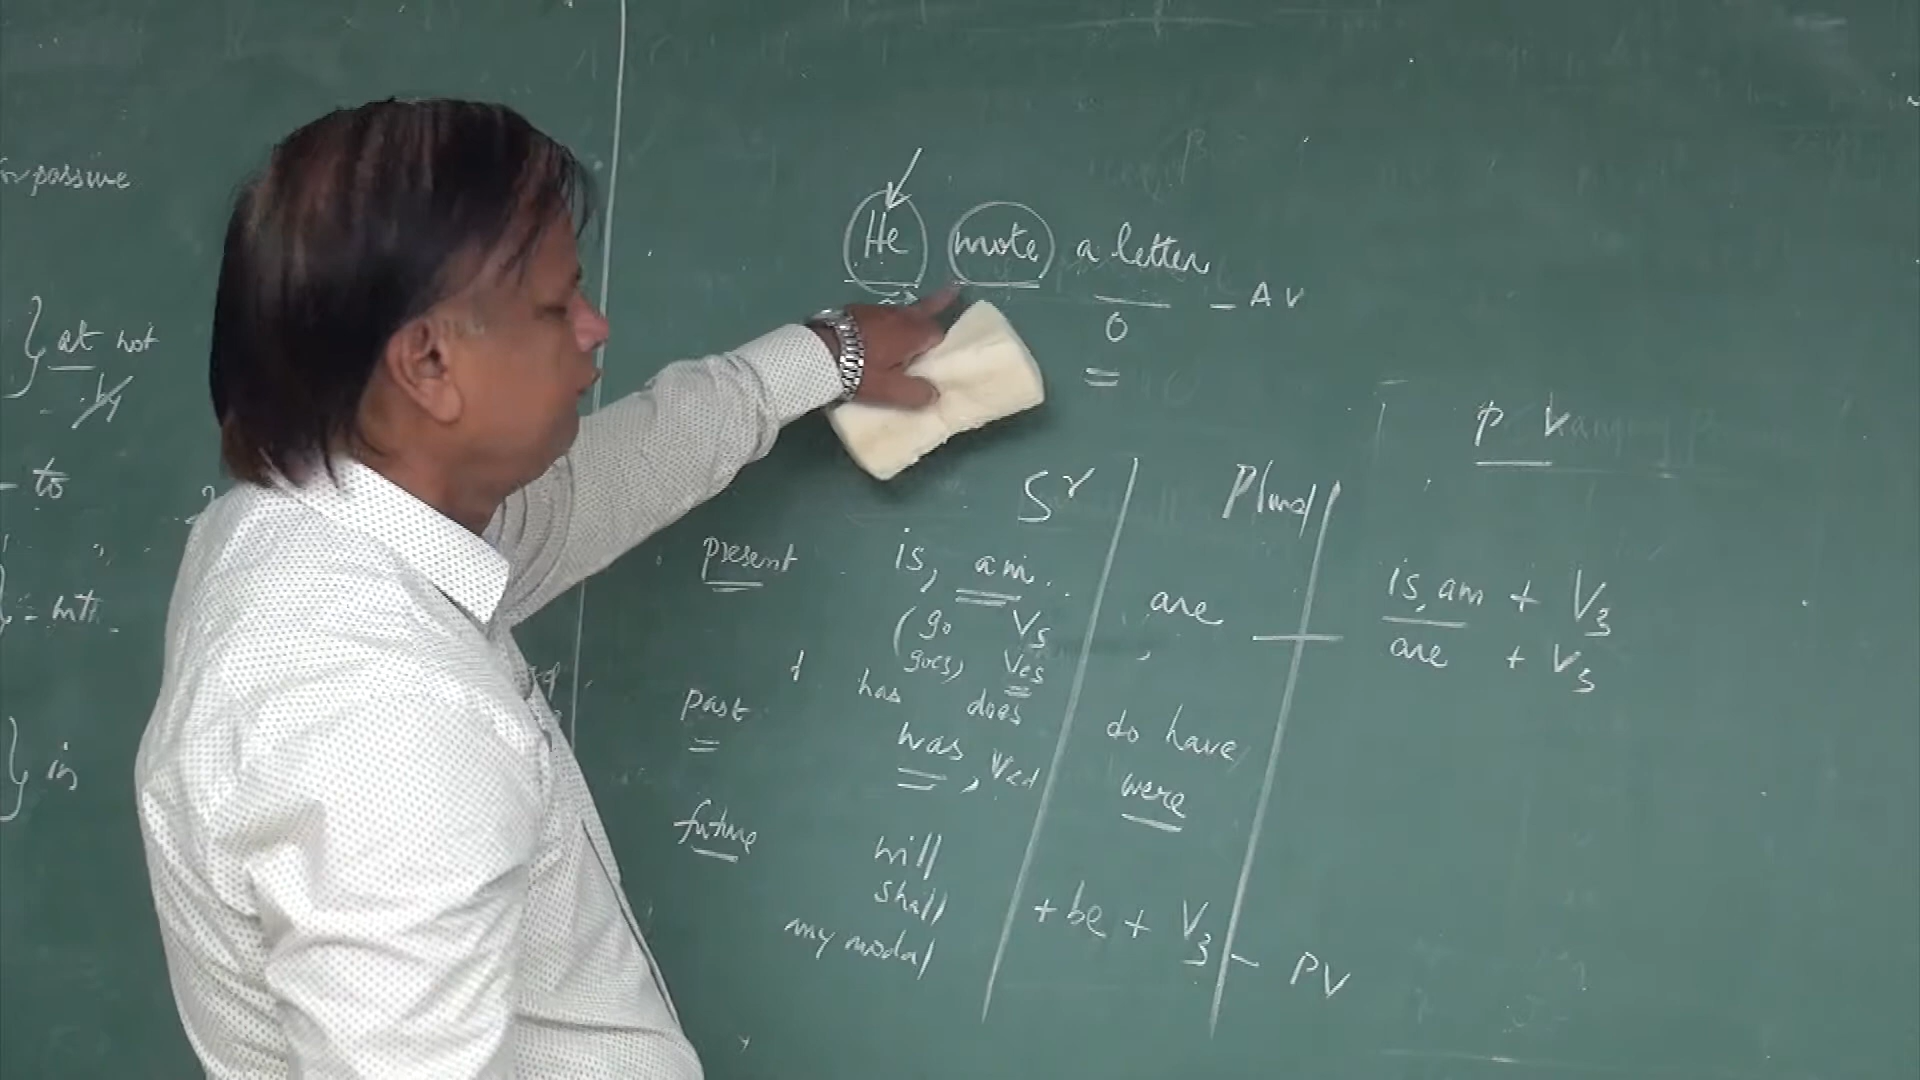 passive
} at not
by
- to
}
} in
He wrote a letter - AV
O
P V
Sr Plural
present is, am. are is, am + V3
(go Vs are + V3
goes) Ves
has does do have
past was, Ved were
future will
shall + be + V3 - PV
any modal